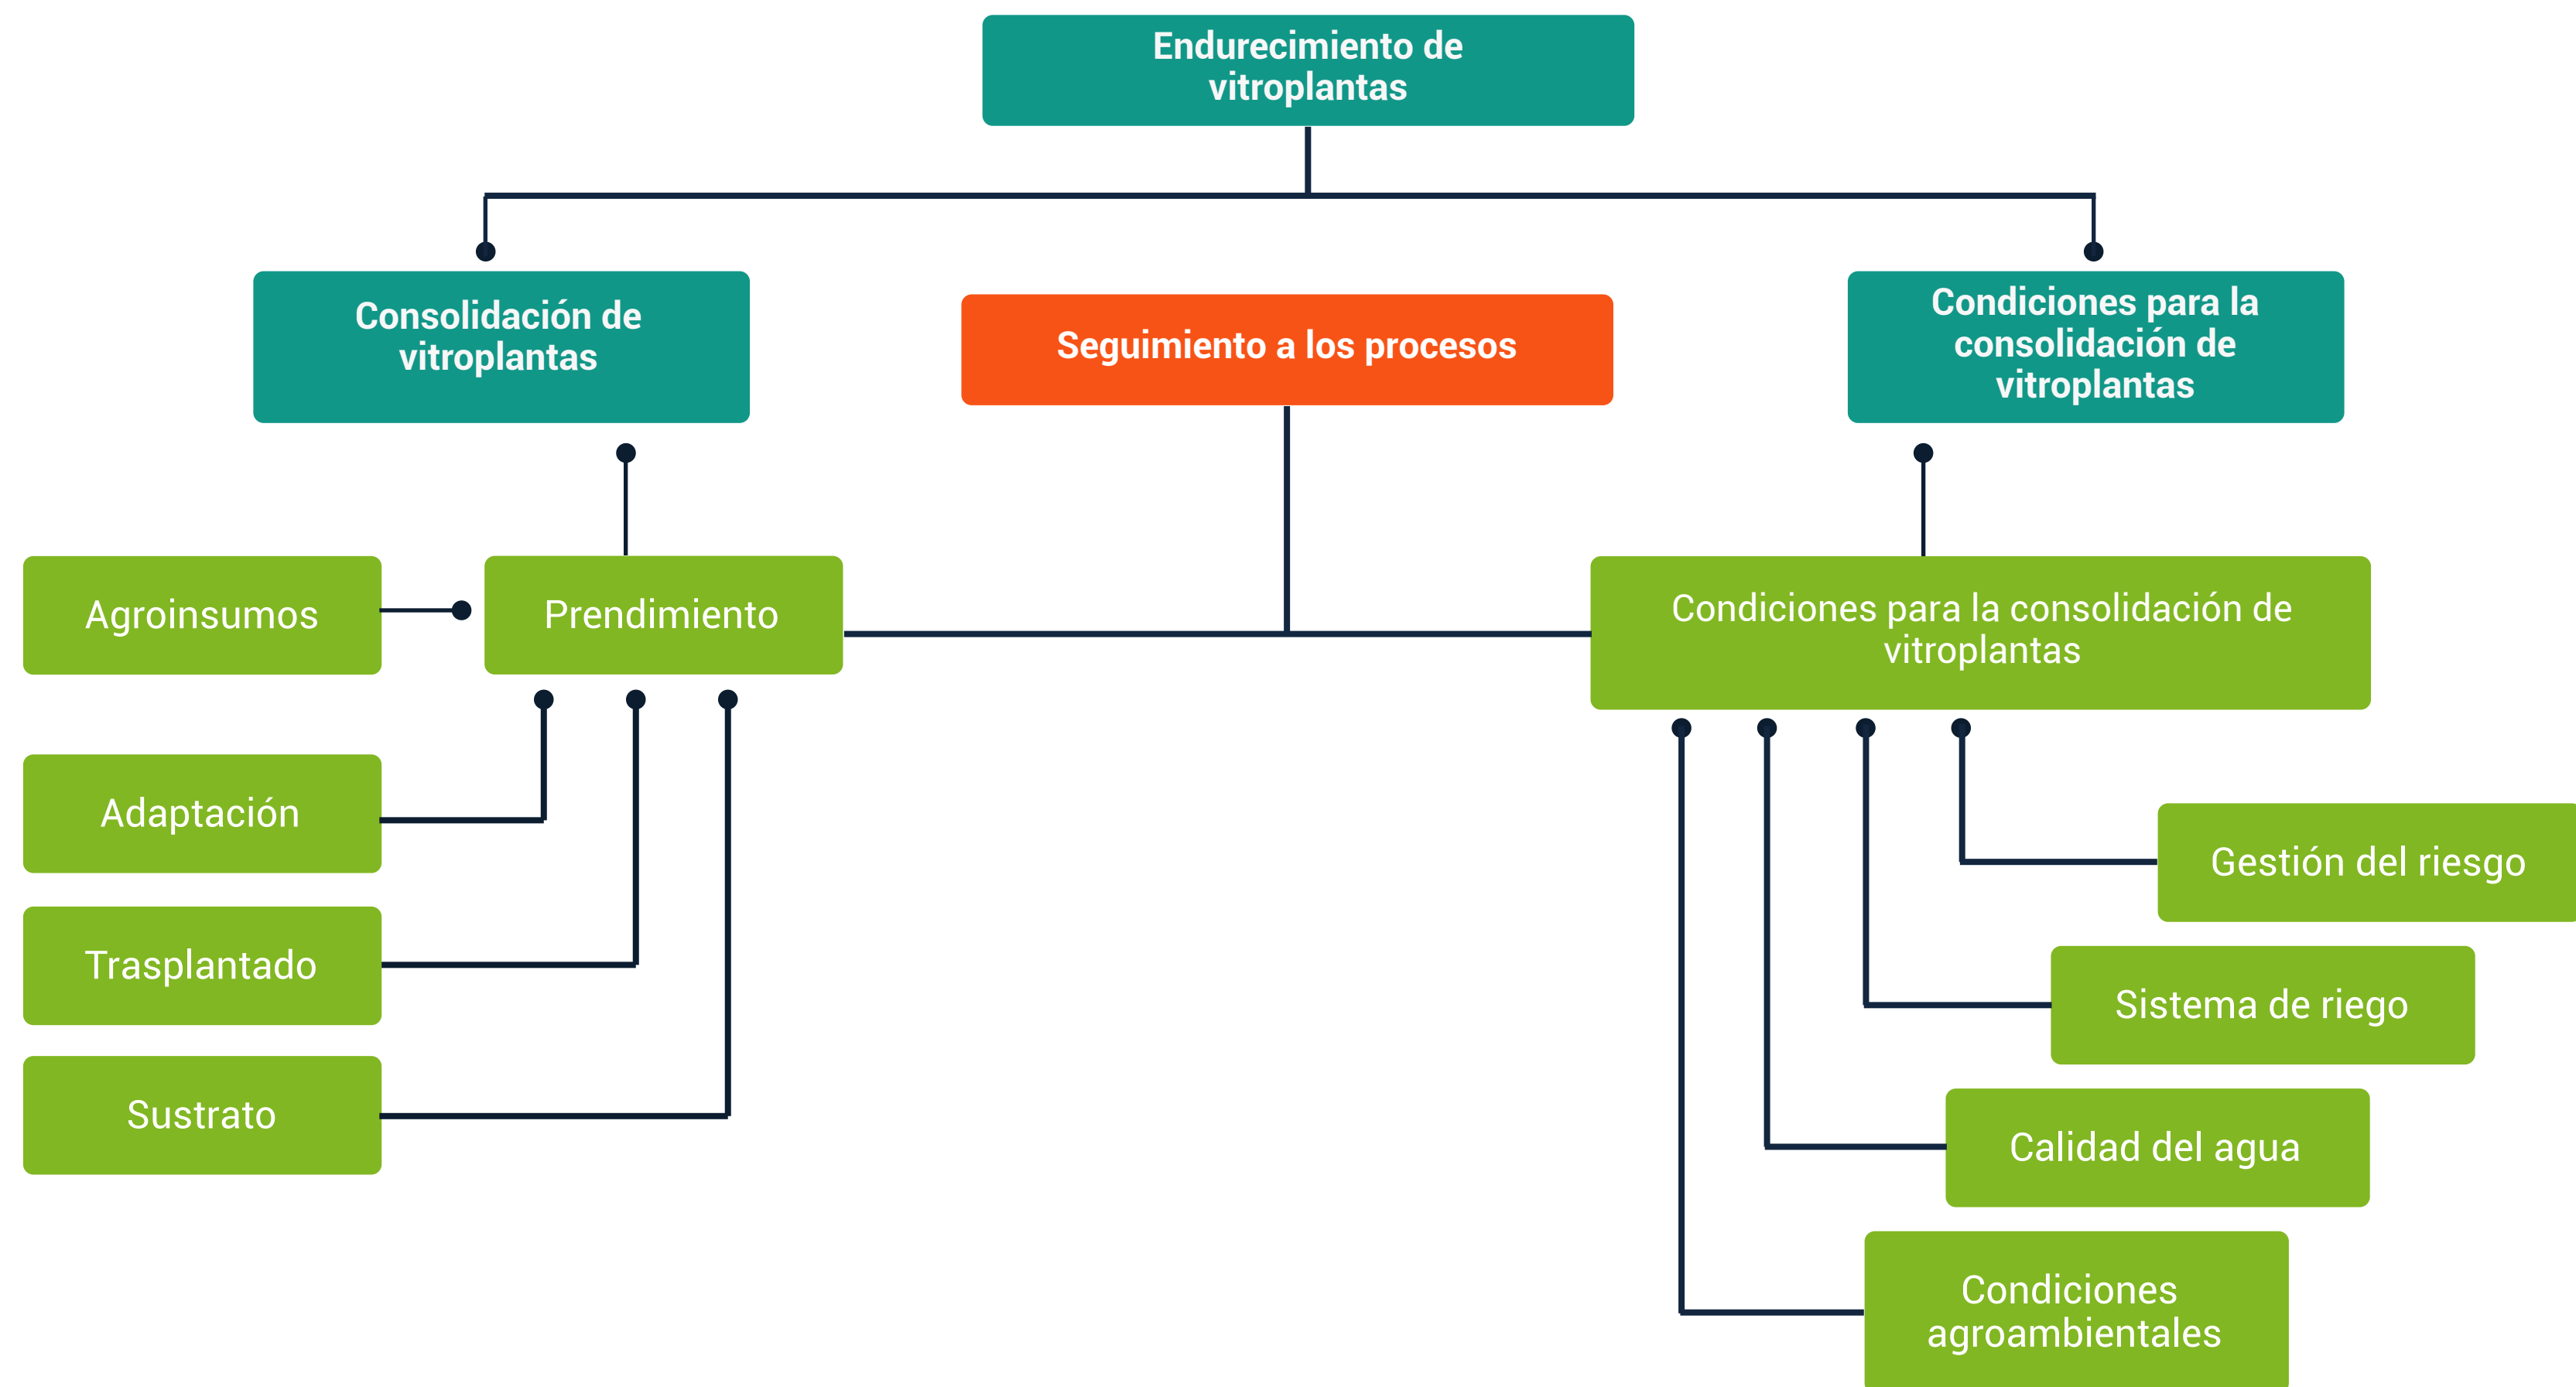 Endurecimiento de
vitroplantas
Consolidación de
vitroplantas
Seguimiento a los procesos
Condiciones para la
consolidación de
vitroplantas
Agroinsumos
Prendimiento
Condiciones para la consolidación de
vitroplantas
Adaptación
Trasplantado
Sustrato
Gestión del riesgo
Sistema de riego
Calidad del agua
Condiciones
agroambientales